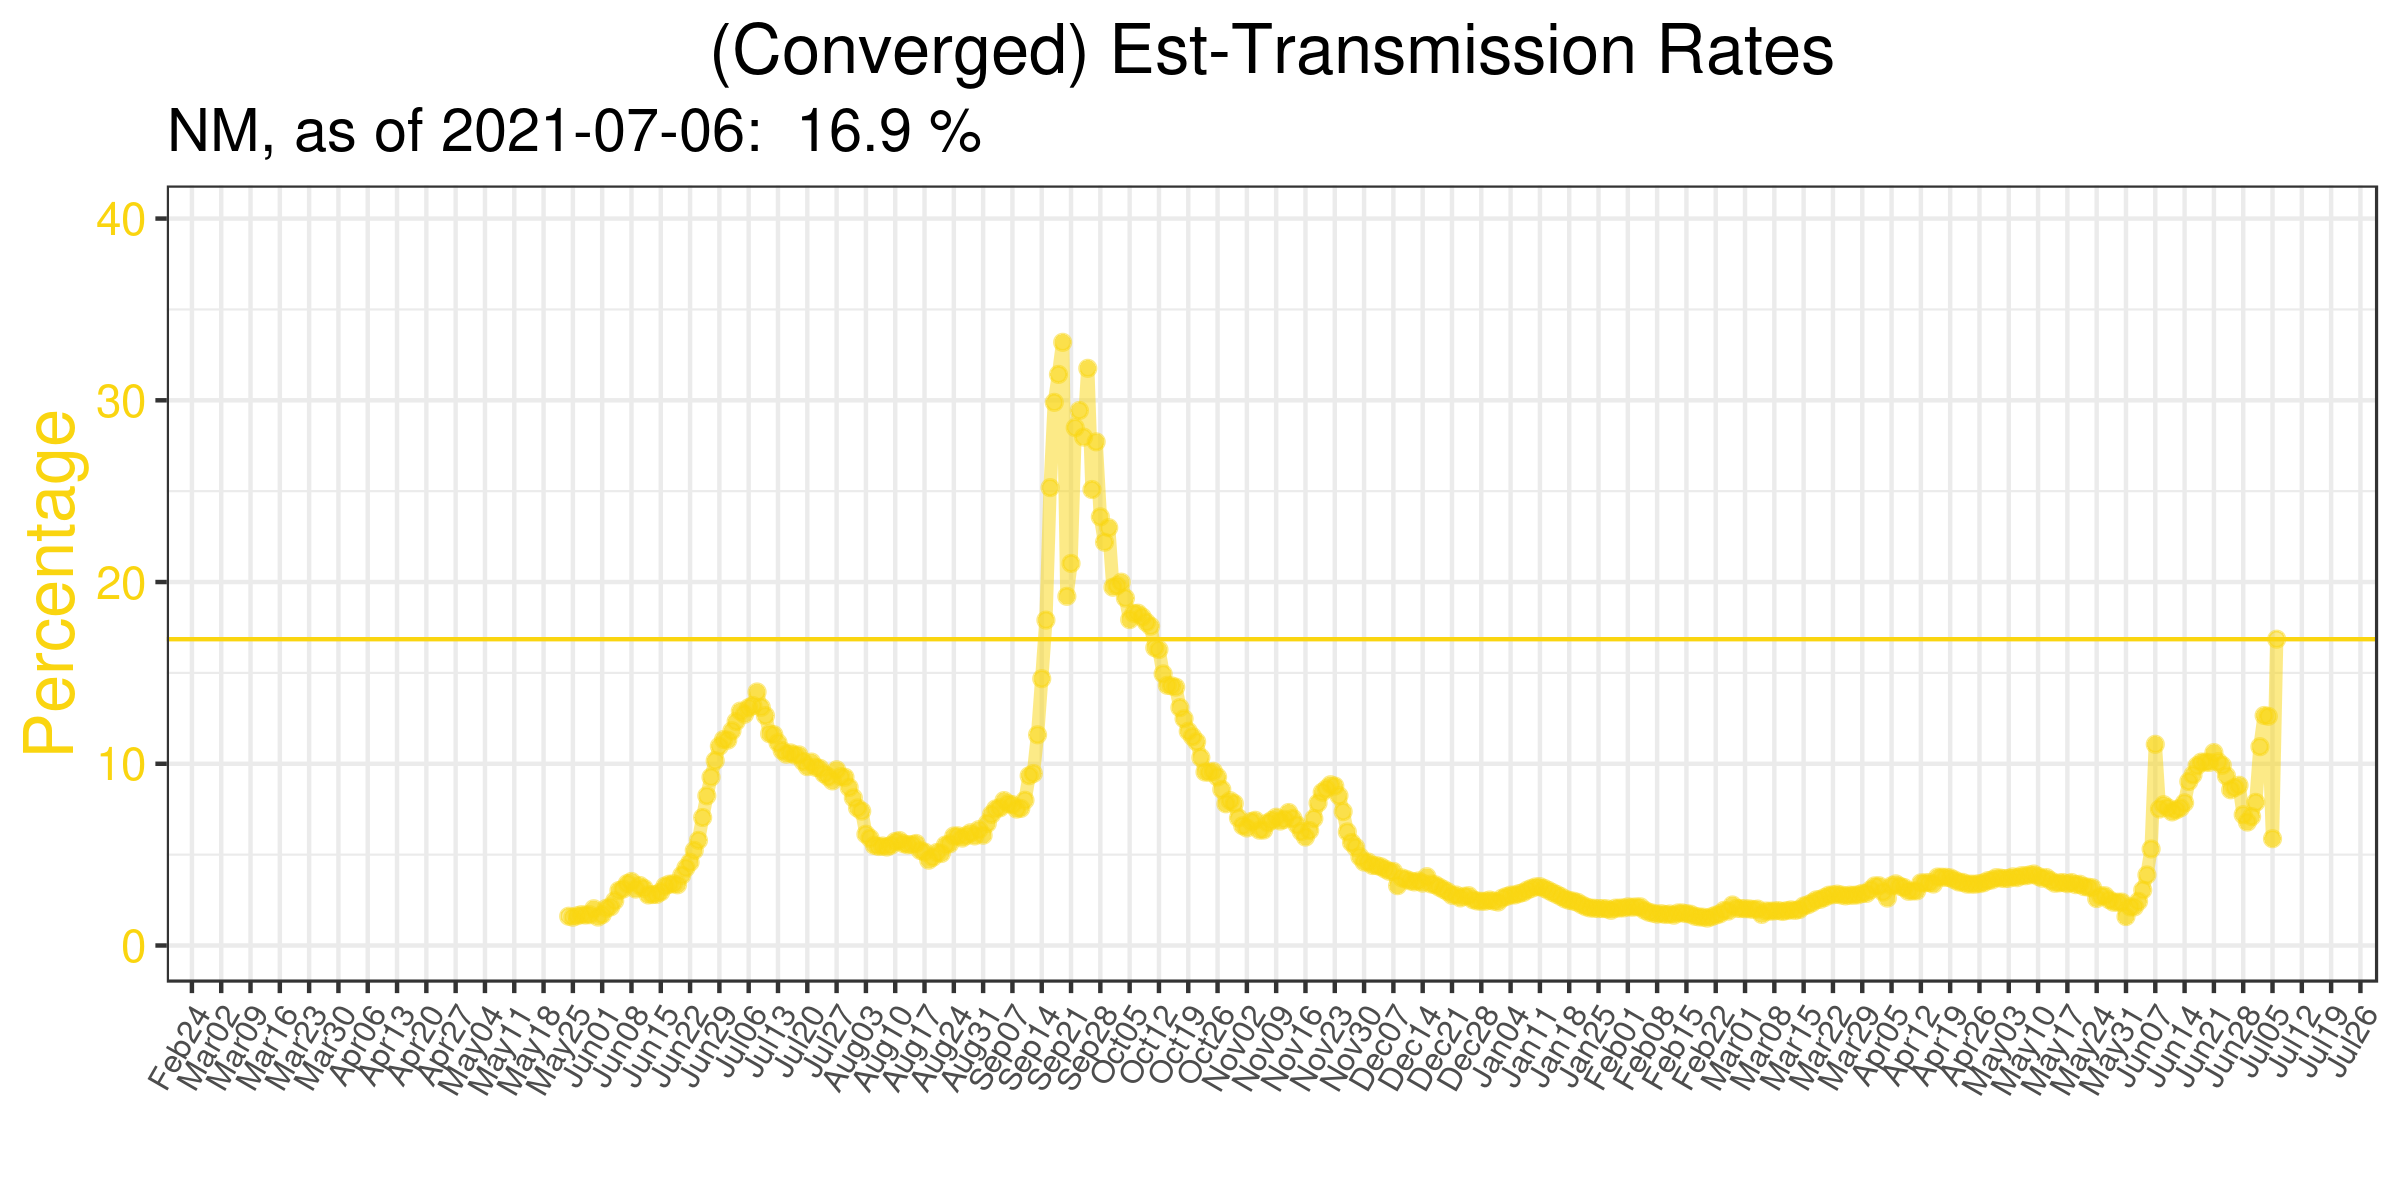 (Converged) Est-Transmission Rates
NM, as of 2021-07-06:  16.9 %
Percentage
40
30
20
10
0
Feb24
Mar02
Mar09
Mar16
Mar23
Mar30
Apr06
Apr13
Apr20
Apr27
May04
May11
May18
May25
Jun01
Jun08
Jun15
Jun22
Jun29
Jul06
Jul13
Jul20
Jul27
Aug03
Aug10
Aug17
Aug24
Aug31
Sep07
Sep14
Sep21
Sep28
Oct05
Oct12
Oct19
Oct26
Nov02
Nov09
Nov16
Nov23
Nov30
Dec07
Dec14
Dec21
Dec28
Jan04
Jan11
Jan18
Jan25
Feb01
Feb08
Feb15
Feb22
Mar01
Mar08
Mar15
Mar22
Mar29
Apr05
Apr12
Apr19
Apr26
May03
May10
May17
May24
May31
Jun07
Jun14
Jun21
Jun28
Jul05
Jul12
Jul19
Jul26